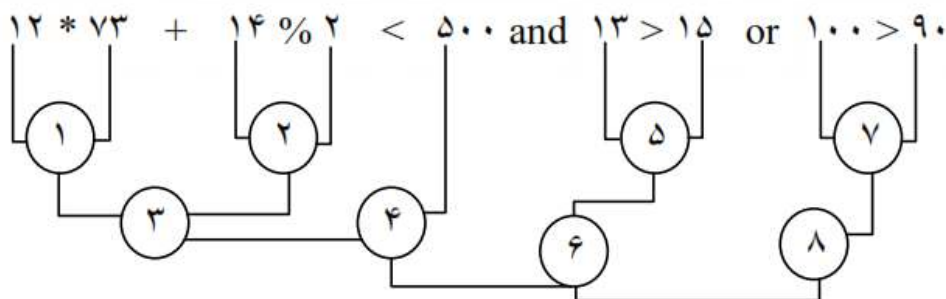 ۱۲ * ۷۳ + ۱۴ % ۲ < ۵۰۰ and ۱۳ > ۱۵ or ۱۰۰ > ۹۰
۱ ۲ ۵ ۷
۳ ۴ ۶ ۸